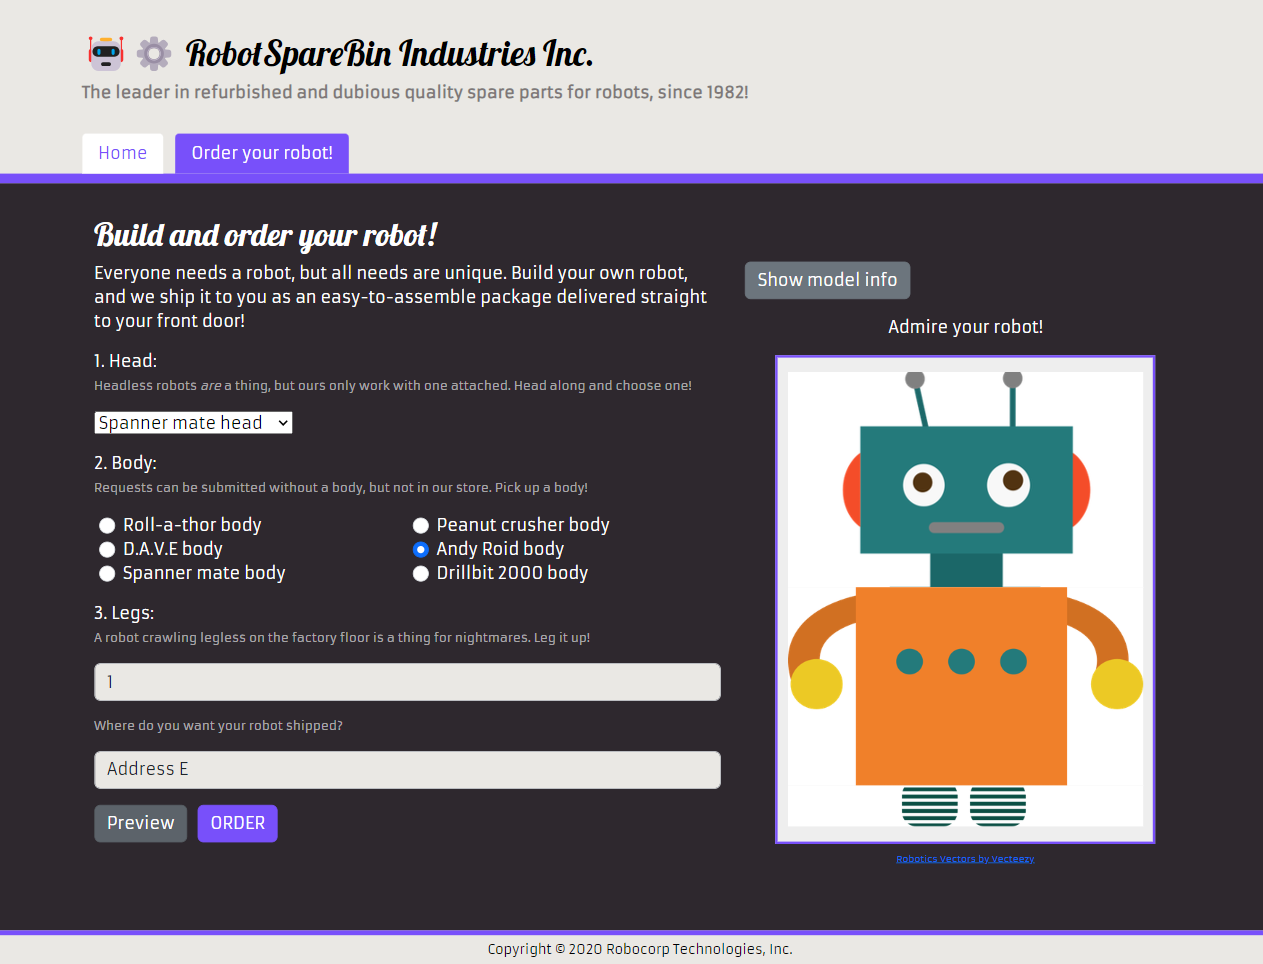 RobotSpareBin Industries Inc.
The leader in refurbished and dubious quality spare parts for robots, since 1982!
Home
Order your robot!
Build and order your robot!
Everyone needs a robot, but all needs are unique. Build your own robot,
and we ship it to you as an easy-to-assemble package delivered straight
to your front door!
1. Head:
Headless robots are a thing, but ours only work with one attached. Head along and choose one!
Spanner mate head
2. Body:
Requests can be submitted without a body, but not in our store. Pick up a body!
Roll-a-thor body
Peanut crusher body
D.A.V.E body
Andy Roid body
Spanner mate body
Drillbit 2000 body
3. Legs:
A robot crawling legless on the factory floor is a thing for nightmares. Leg it up!
1
Where do you want your robot shipped?
Address E
Preview
ORDER
Show model info
Admire your robot!
Robotics Vectors by Vecteezy
Copyright © 2020 Robocorp Technologies, Inc.